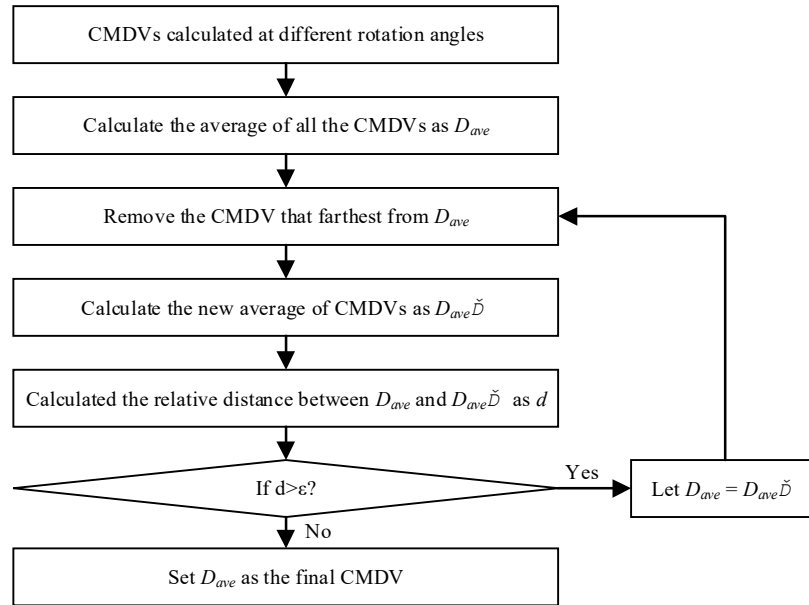 CMDVs calculated at different rotation angles
Calculate the average of all the CMDVs as Dave
Remove the CMDV that farthest from Dave
Calculate the new average of CMDVs as DaveĎ
Calculated the relative distance between Dave and DaveĎ as d
If d>ε?
Yes
Let Dave = DaveĎ
No
Set Dave as the final CMDV